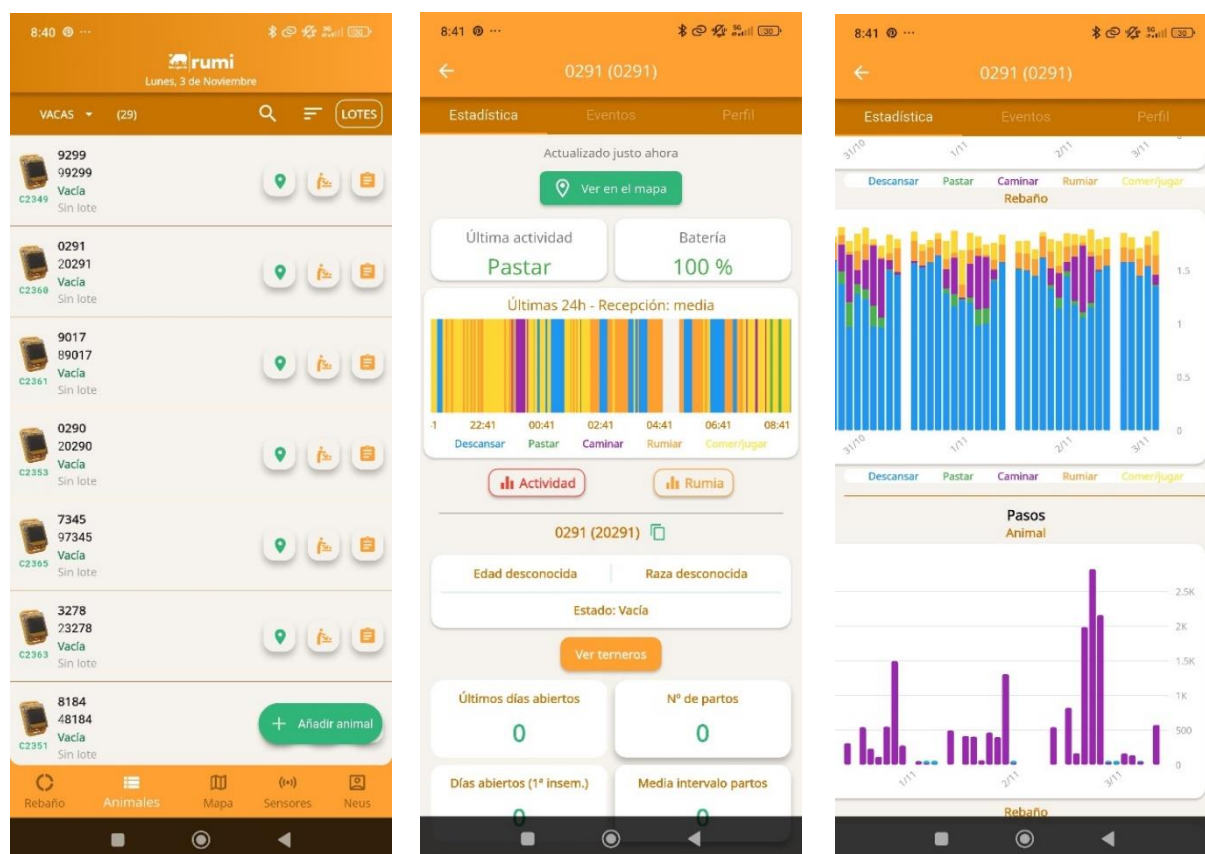 8:40
5G
30
rumi
Lunes, 3 de Noviembre
VACAS
(29)
LOTES
9299
99299
Vacía
C2349
Sin lote
0291
20291
Vacía
C2360
Sin lote
9017
89017
Vacía
C2361
Sin lote
0290
20290
Vacía
C2353
Sin lote
7345
97345
Vacía
C2365
Sin lote
3278
23278
Vacía
C2363
Sin lote
8184
48184
Vacía
C2351
Sin lote
+ Añadir animal
Rebaño
Animales
Mapa
Sensores
Neus
8:41
5G
30
0291 (0291)
Estadística
Eventos
Perfil
Actualizado justo ahora
Ver en el mapa
Última actividad
Batería
Pastar
100 %
Últimas 24h - Recepción: media
22:41 00:41 02:41 04:41 06:41 08:41
Descansar Pastar Caminar Rumiar Comer/jugar
Actividad
Rumia
0291 (20291)
Edad desconocida
Raza desconocida
Estado: Vacía
Ver terneros
Últimos días abiertos
Nº de partos
0
0
Días abiertos (1ª insem.)
Media intervalo partos
0
0
8:41
5G
30
0291 (0291)
Estadística
Eventos
Perfil
31/10 1/11 2/11 3/11
Descansar Pastar Caminar Rumiar Comer/jugar
Rebaño
1.5
1
0.5
0
31/10 1/11 2/11 3/11
Descansar Pastar Caminar Rumiar Comer/jugar
Pasos
Animal
2.5K
2K
1.5K
1K
500
0
1/11 2/11 3/11
Rebaño